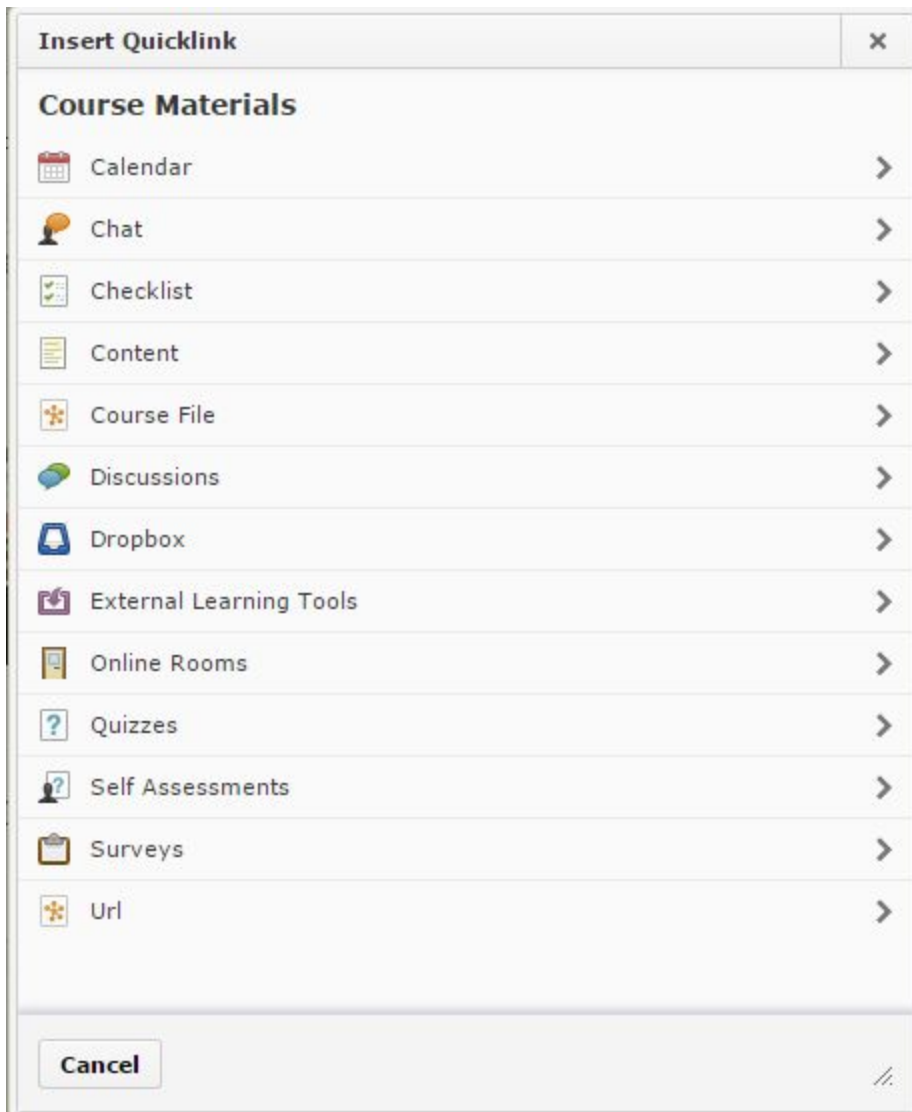 Insert Quicklink
Course Materials
Calendar
Chat
Checklist
Content
Course File
Discussions
Dropbox
External Learning Tools
Online Rooms
Quizzes
Self Assessments
Surveys
Url
Cancel